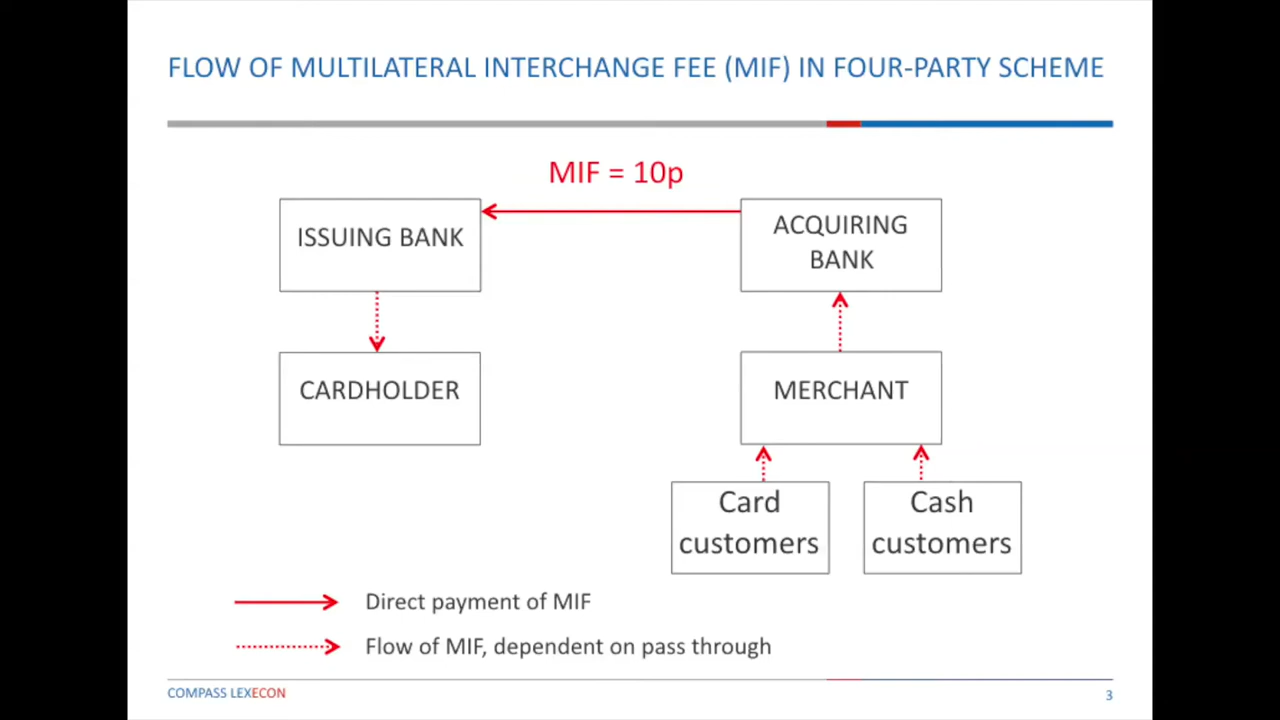 FLOW OF MULTILATERAL INTERCHANGE FEE (MIF) IN FOUR-PARTY SCHEME
MIF = 10p
ISSUING BANK
ACQUIRING
BANK
CARDHOLDER
MERCHANT
Card
customers
Cash
customers
Direct payment of MIF
Flow of MIF, dependent on pass through
COMPASS LEXECON
3